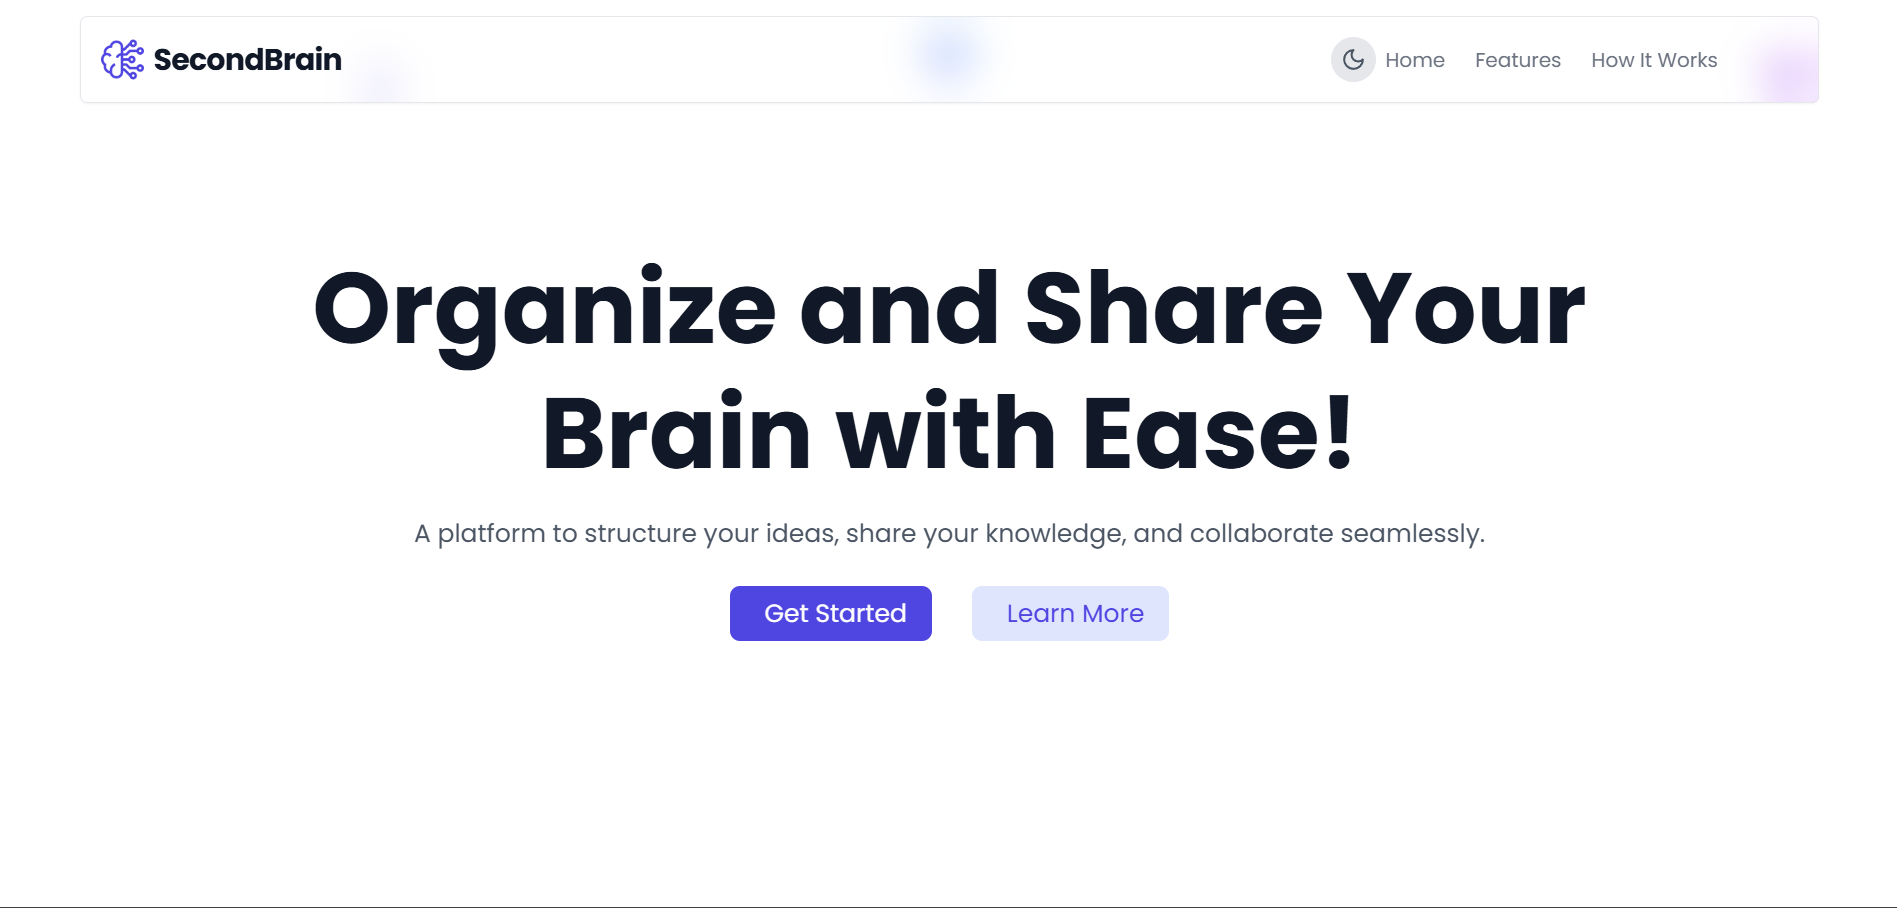 SecondBrain
Home Features How It Works
Organize and Share Your
Brain with Ease!
A platform to structure your ideas, share your knowledge, and collaborate seamlessly.
Get Started Learn More